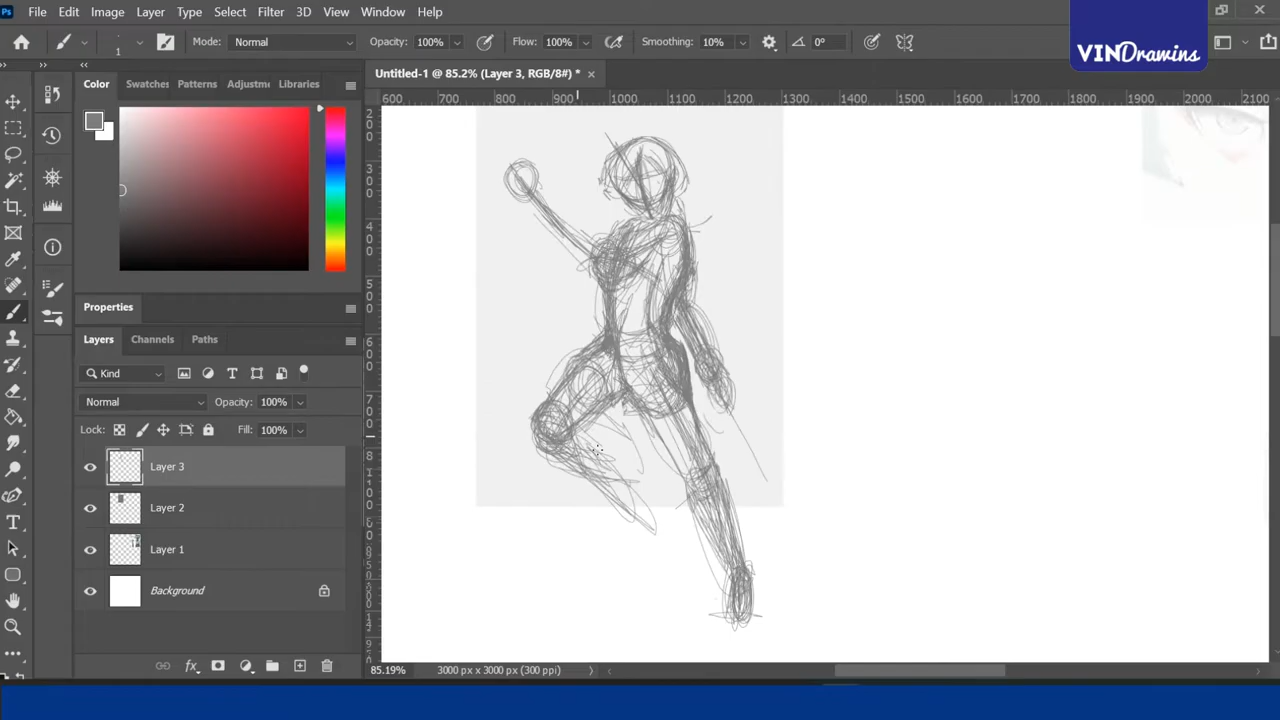 Ps File Edit Image Layer Type Select Filter 3D View Window Help
VINDrawins
1 Mode: Normal Opacity: 100% Flow: 100% Smoothing: 10% 0°
Untitled-1 @ 85.2% (Layer 3, RGB/8#) *
Color Swatches Patterns Adjustm Libraries
600 700 800 900 1000 1100 1200 1300 1400 1500 1600 1700 1800 1900 2000 2100
Properties
Layers Channels Paths
Kind
Normal Opacity: 100%
Lock: Fill: 100%
Layer 3
Layer 2
Layer 1
Background
fx
85.19% 3000 px x 3000 px (300 ppi)